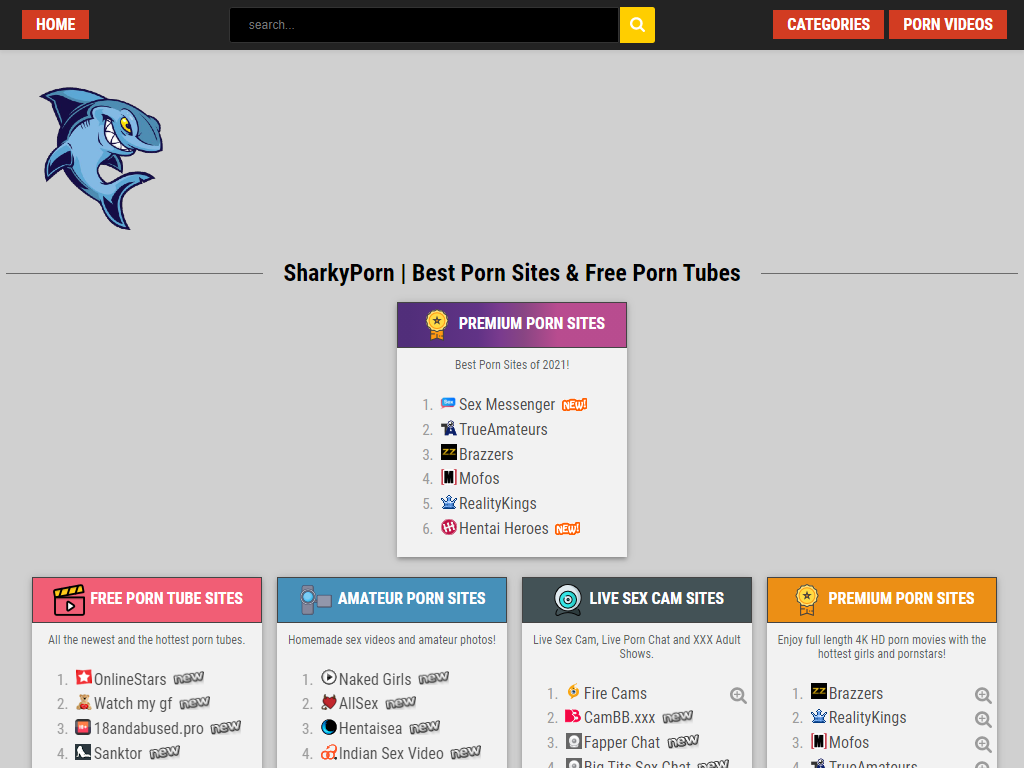 HOME
search...
CATEGORIES
PORN VIDEOS
SharkyPorn | Best Porn Sites & Free Porn Tubes
PREMIUM PORN SITES
Best Porn Sites of 2021!
1. Sex Messenger NEW!
2. TrueAmateurs
3. Brazzers
4. Mofos
5. RealityKings
6. Hentai Heroes NEW!
FREE PORN TUBE SITES
All the newest and the hottest porn tubes.
1. OnlineStars new
2. Watch my gf new
3. 18andabused.pro new
4. Sanktor new
AMATEUR PORN SITES
Homemade sex videos and amateur photos!
1. Naked Girls new
2. AllSex new
3. Hentaisea new
4. Indian Sex Video new
LIVE SEX CAM SITES
Live Sex Cam, Live Porn Chat and XXX Adult
Shows.
1. Fire Cams
2. CamBB.xxx new
3. Fapper Chat new
4. Big Tits Sex Chat new
PREMIUM PORN SITES
Enjoy full length 4K HD porn movies with the
hottest girls and pornstars!
1. Brazzers
2. RealityKings
3. Mofos
4. TrueAmateurs